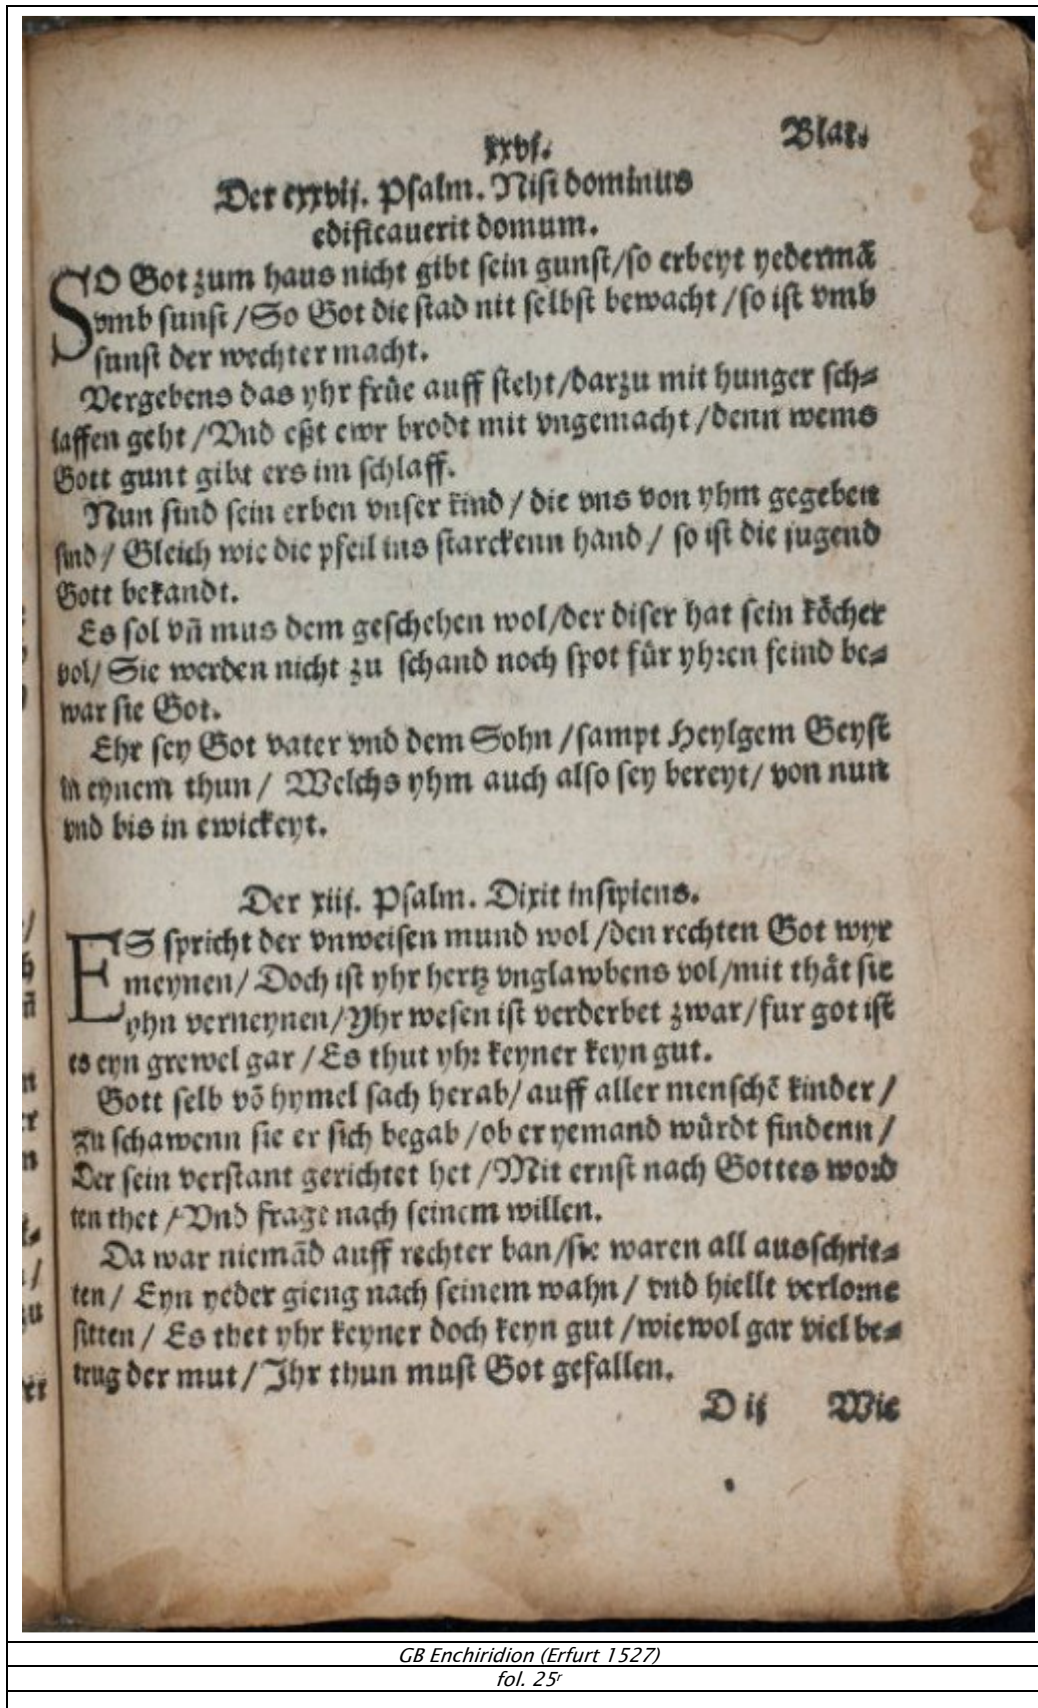 xxvj. Blat.
Der cxxvij. Psalm. Nisi dominus
edificauerit domum.
SO Got zum haus nicht gibt sein gunst/so erbeyt yedermā
vmb sunst /So Got die stad nit selbst bewacht /so ist vmb
sunst der wechter macht.
Vergebens das yhr früe auff steht/darzu mit hunger sch⸗
laffen geht /Vnd eßt ewr brodt mit vngemacht /denn wems
Gott gunt gibt ers im schlaff.
Nun sind sein erben vnser kind / die vns von yhm gegeben
sind/ Gleich wie die pfeil ins starckenn hand / so ist die jugend
Gott bekandt.
Es sol vñ mus dem geschehen wol/der diser hat sein köcher
vol/ Sie werden nicht zu schand noch spot für yhren feind be⸗
war sie Got.
Ehr sey Got vater vnd dem Sohn /sampt Heylgem Geyst
in eynem thun / Welchs yhm auch also sey bereyt/ von nun
vnd bis in ewickeyt.
Der xiij. Psalm. Dixit insipiens.
ES spricht der vnweisen mund wol /den rechten Got wyr
meynen/ Doch ist yhr hertz vnglawbens vol/mit thåt sie
yhn verneynen/Yhr wesen ist verderbet zwar/fur got ist
es eyn grewel gar /Es thut yhr keyner keyn gut.
Gott selb võ hymel sach herab/ auff aller menschē kinder /
zu schawenn sie er sich begab /ob er yemand würdt findenn /
Der sein verstant gerichtet het /Mit ernst nach Gottes word
ten thet /Vnd frage nach seinem willen.
Da war niemād auff rechter ban/sie waren all ausschrit⸗
ten/ Eyn yeder gieng nach seinem wahn / vnd hiellt verlorne
sitten / Es thet yhr keyner doch keyn gut /wiewol gar viel be⸗
trug der mut /Ihr thun must Got gefallen.
D ij Wie
GB Enchiridion (Erfurt 1527)
fol. 25r